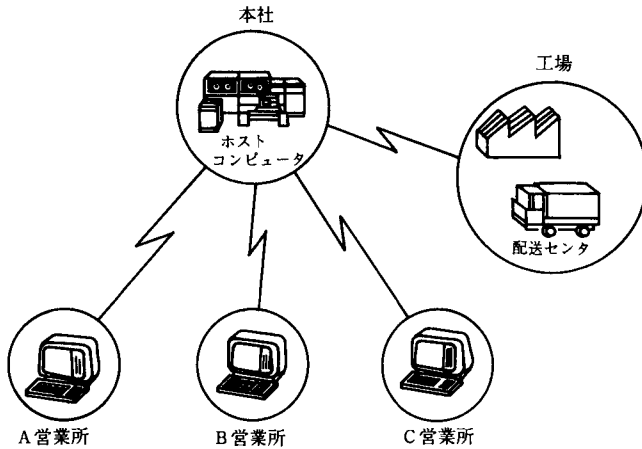 本社
工場
ホスト
コンピュータ
配送センタ
A営業所
B営業所
C営業所